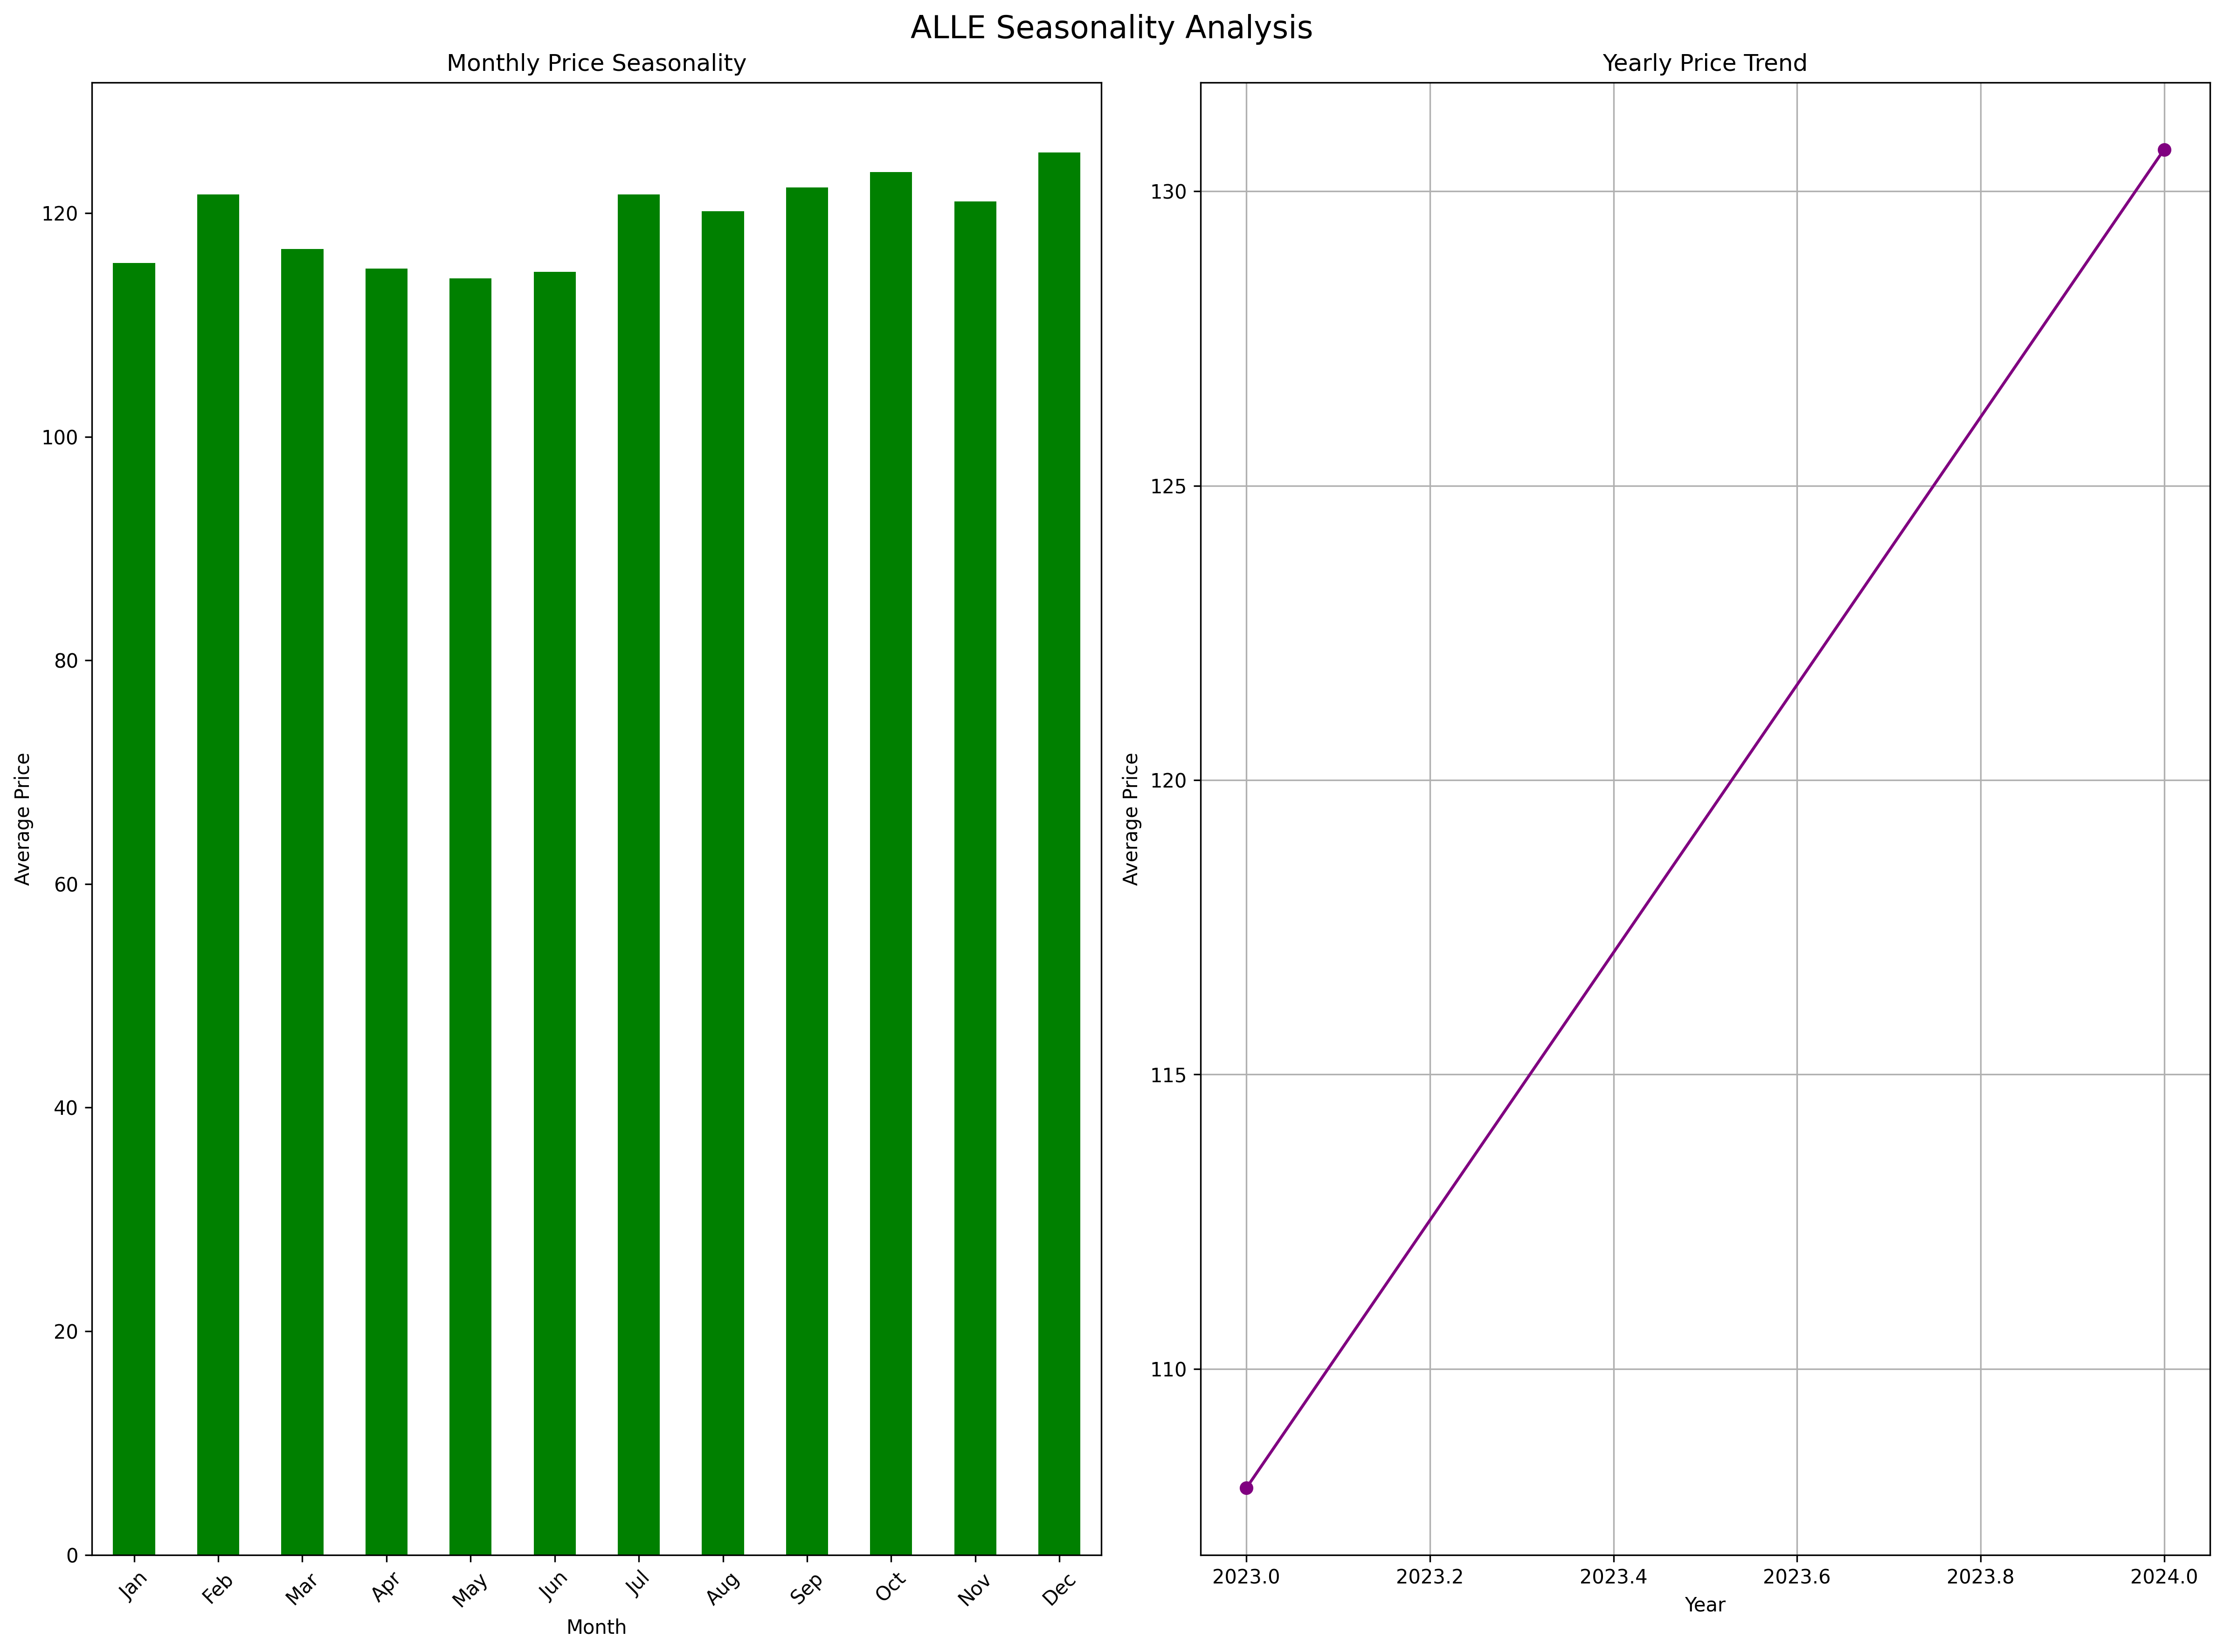 ALLE Seasonality Analysis
Monthly Price Seasonality
Average Price
120
100
80
60
40
20
0
Jan Feb Mar Apr May Jun Jul Aug Sep Oct Nov Dec
Month
Yearly Price Trend
Average Price
130
125
120
115
110
2023.0 2023.2 2023.4 2023.6 2023.8 2024.0
Year